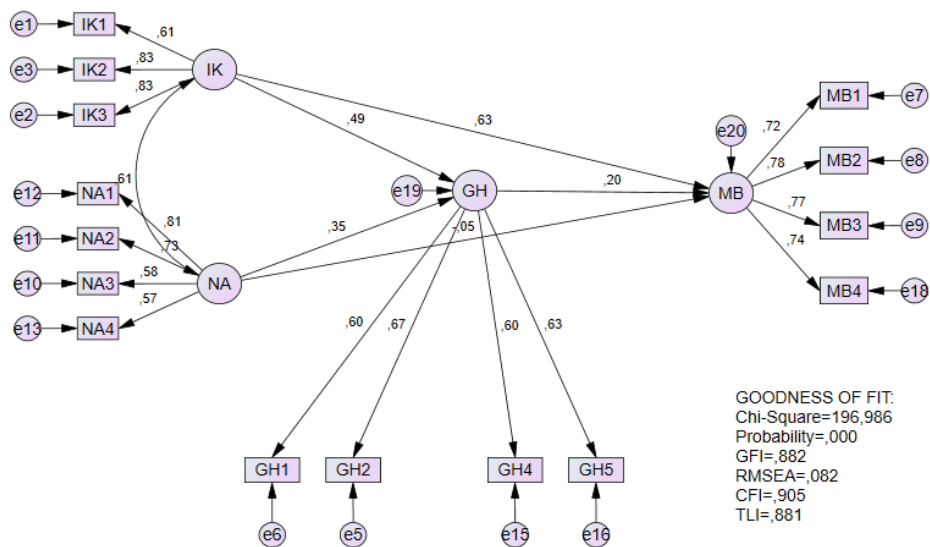 e1
IK1
,61
e3
IK2
,83
IK
e2
IK3
,83
,61
e12
NA1
,81
e11
NA2
,73
e10
NA3
,58
NA
e13
NA4
,57
,49
,63
e19
GH
,35
-,05
,20
e20
MB
,72
MB1
e7
,78
MB2
e8
,77
MB3
e9
,74
MB4
e18
,60
,67
,60
,63
GH1
GH2
GH4
GH5
e6
e5
e15
e16
GOODNESS OF FIT:
Chi-Square=196,986
Probability=,000
GFI=,882
RMSEA=,082
CFI=,905
TLI=,881